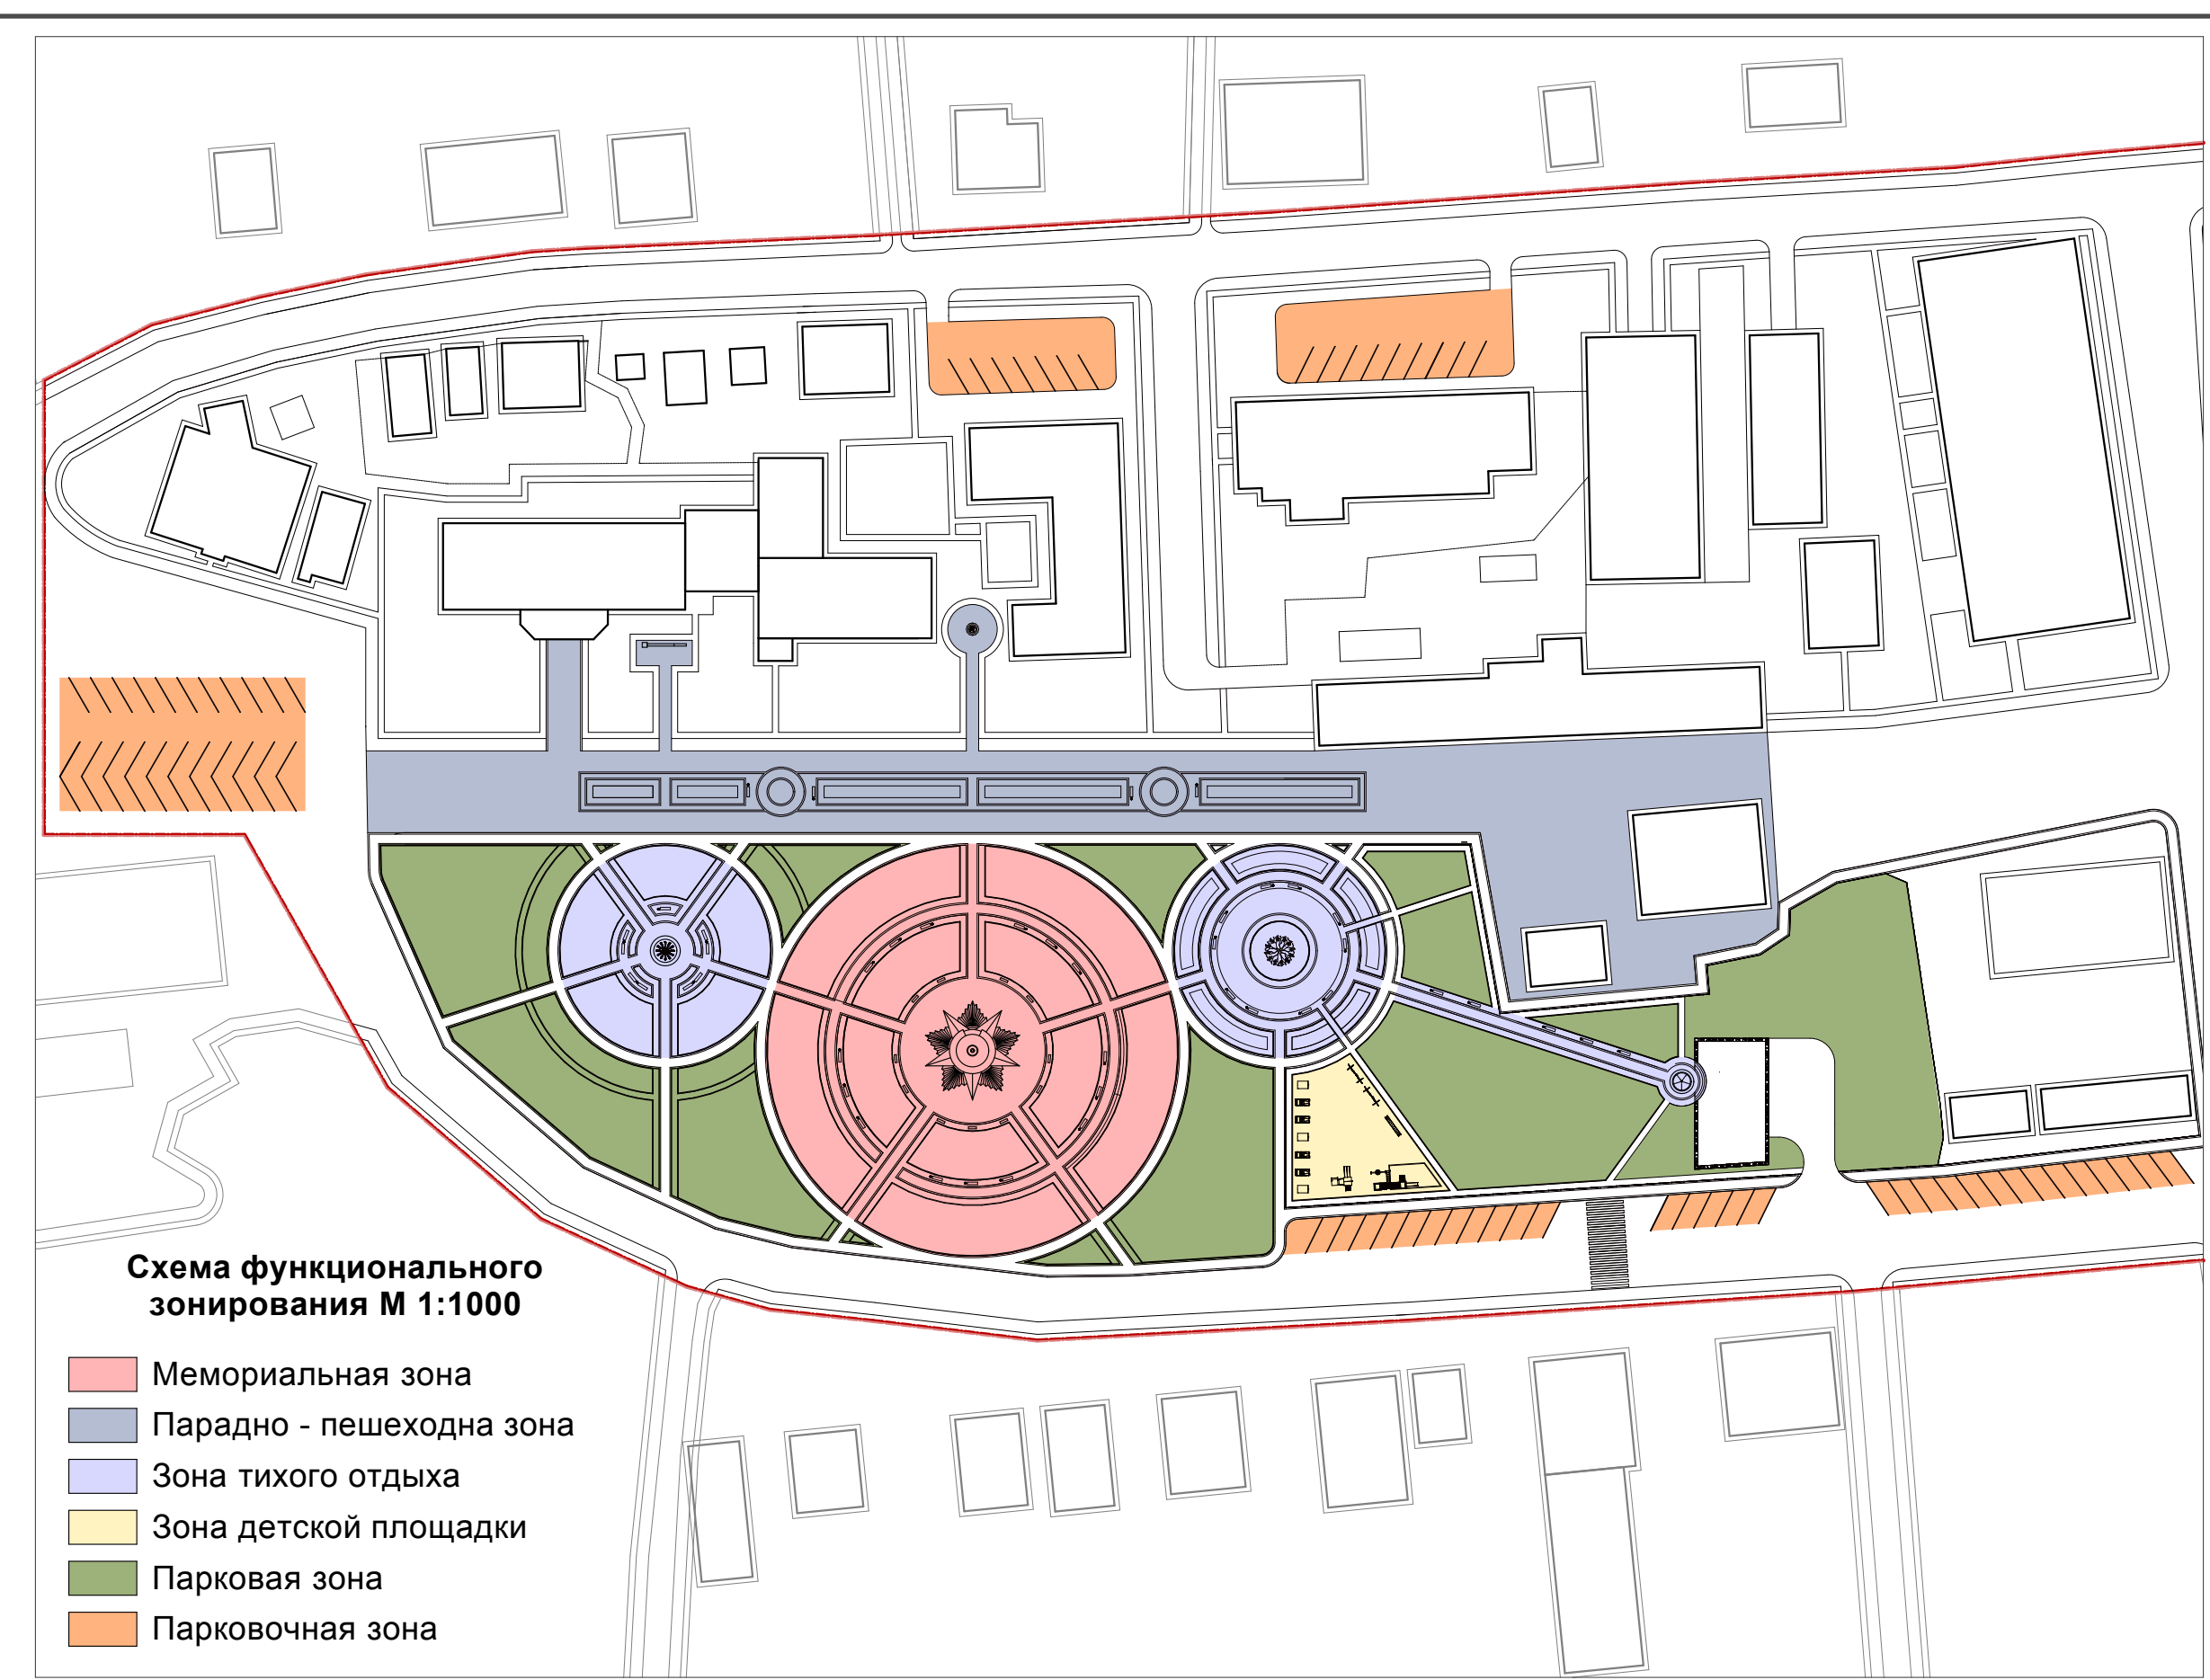 Схема функционального
зонирования М 1:1000
Мемориальная зона
Парадно - пешеходна зона
Зона тихого отдыха
Зона детской площадки
Парковая зона
Парковочная зона